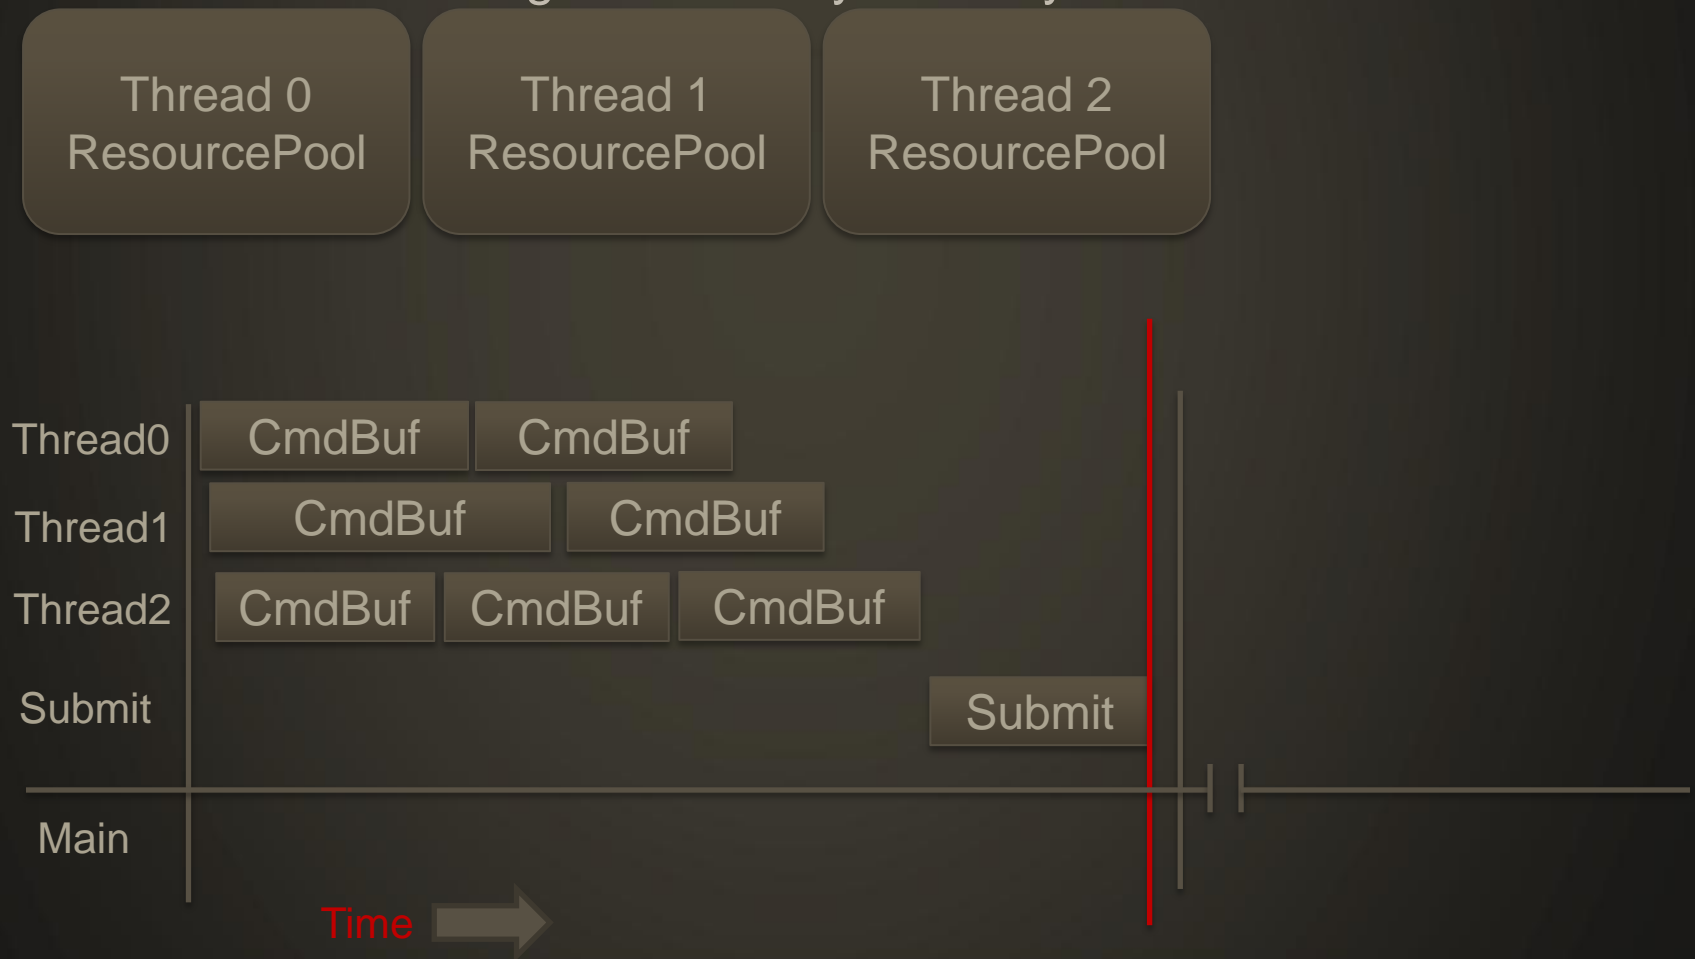 Thread 0
ResourcePool
Thread 1
ResourcePool
Thread 2
ResourcePool
Thread0
CmdBuf
CmdBuf
Thread1
CmdBuf
CmdBuf
Thread2
CmdBuf
CmdBuf
CmdBuf
Submit
Submit
Main
Time